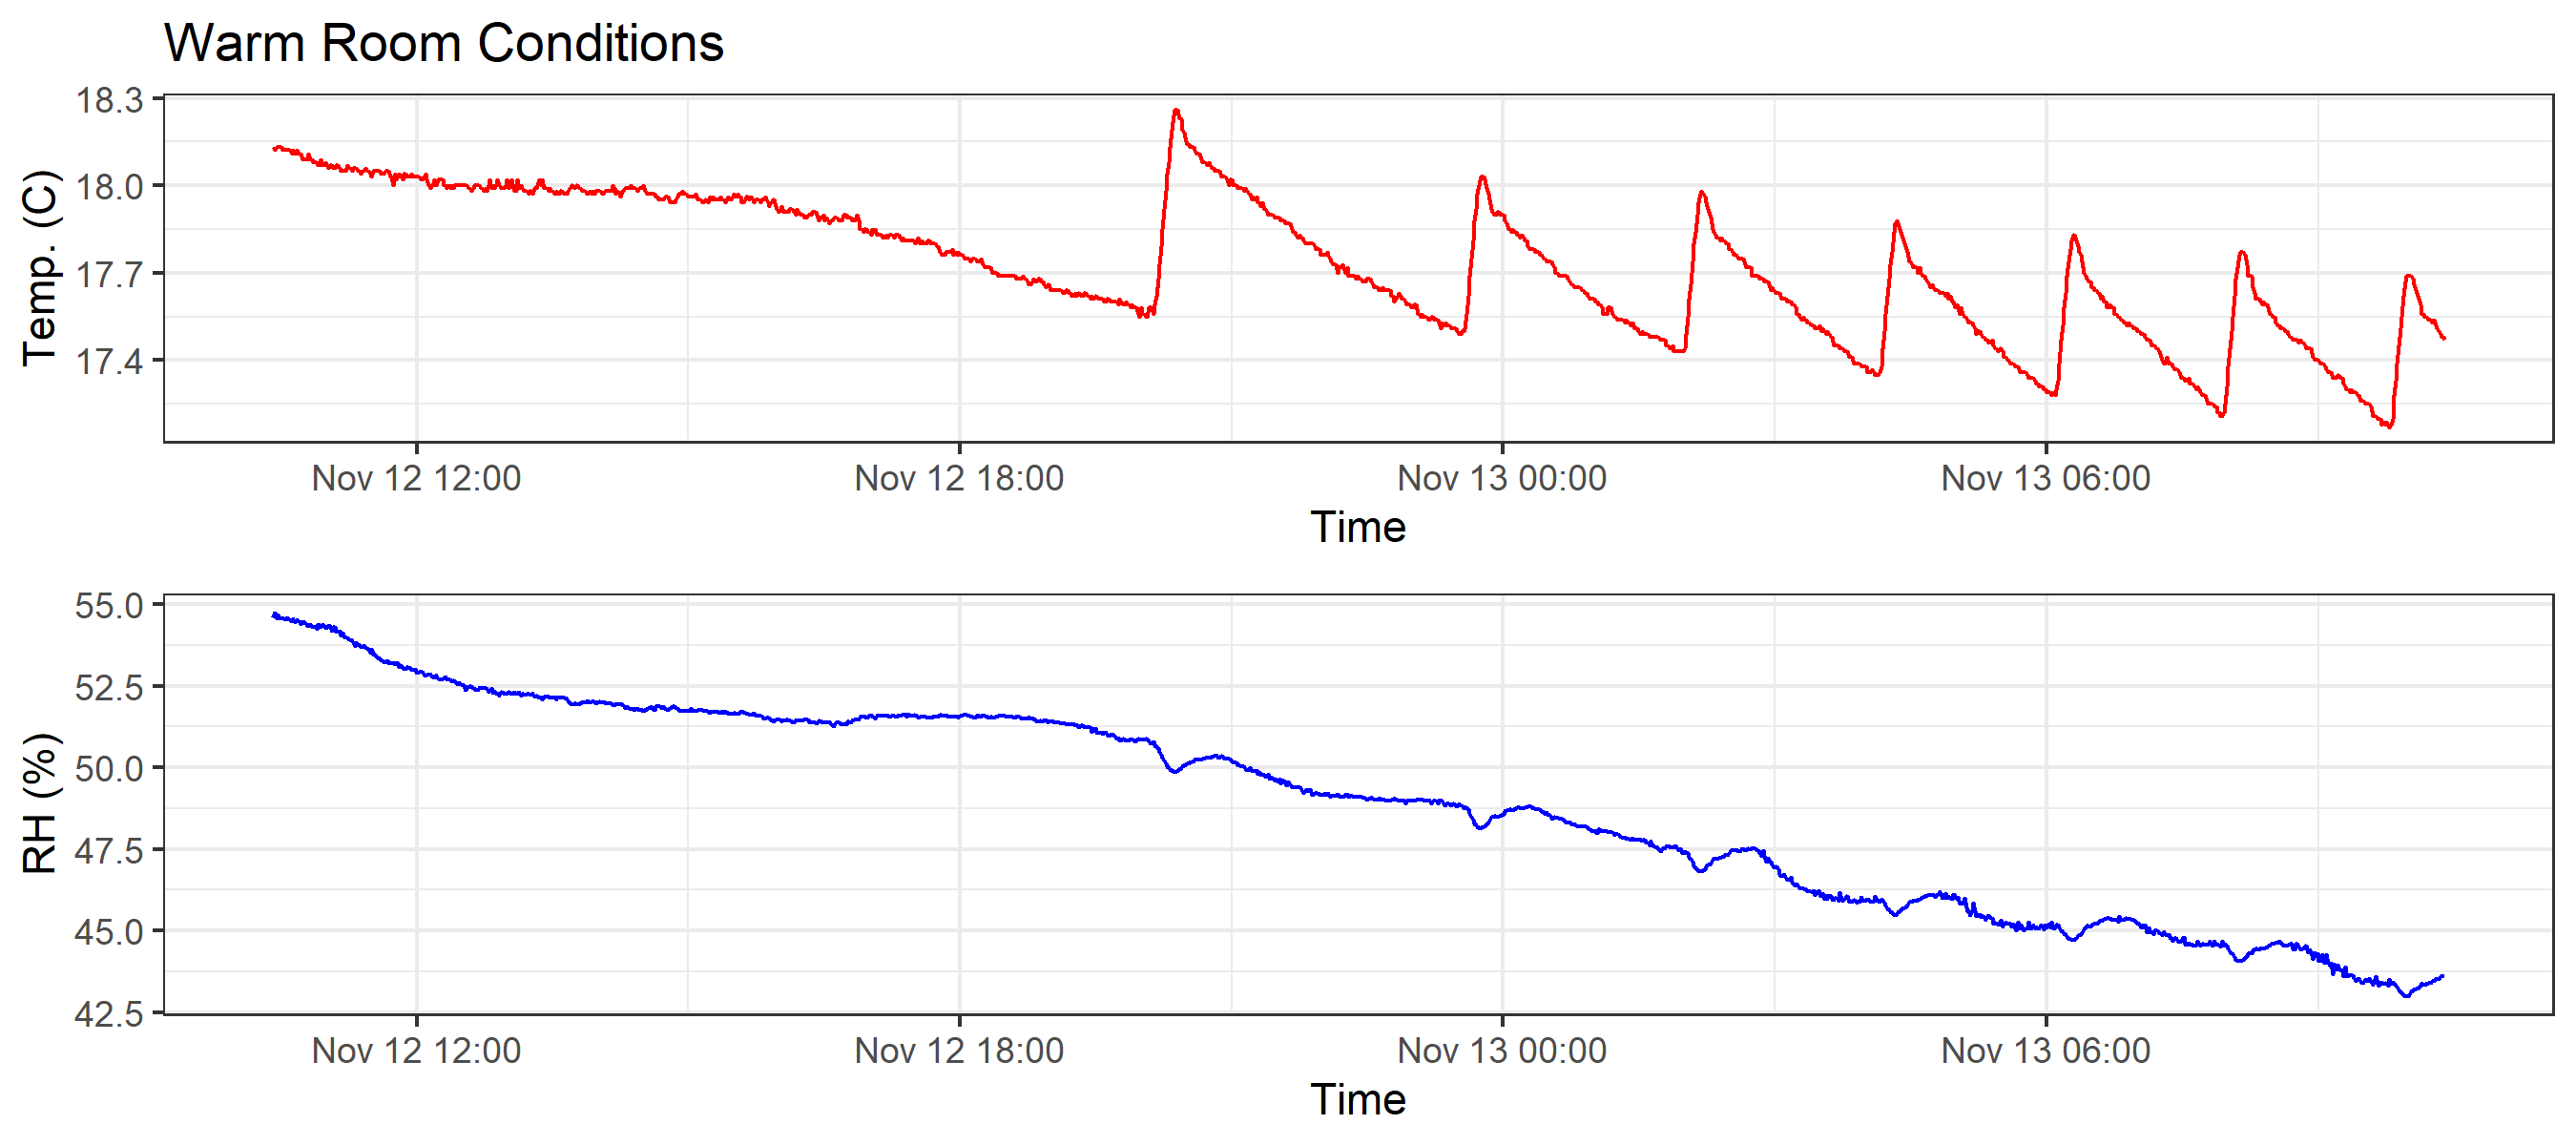 Warm Room Conditions
18.3
18.0
17.7
17.4
Temp. (C)
Nov 12 12:00 Nov 12 18:00 Nov 13 00:00 Nov 13 06:00
Time
55.0
52.5
50.0
47.5
45.0
42.5
RH (%)
Nov 12 12:00 Nov 12 18:00 Nov 13 00:00 Nov 13 06:00
Time